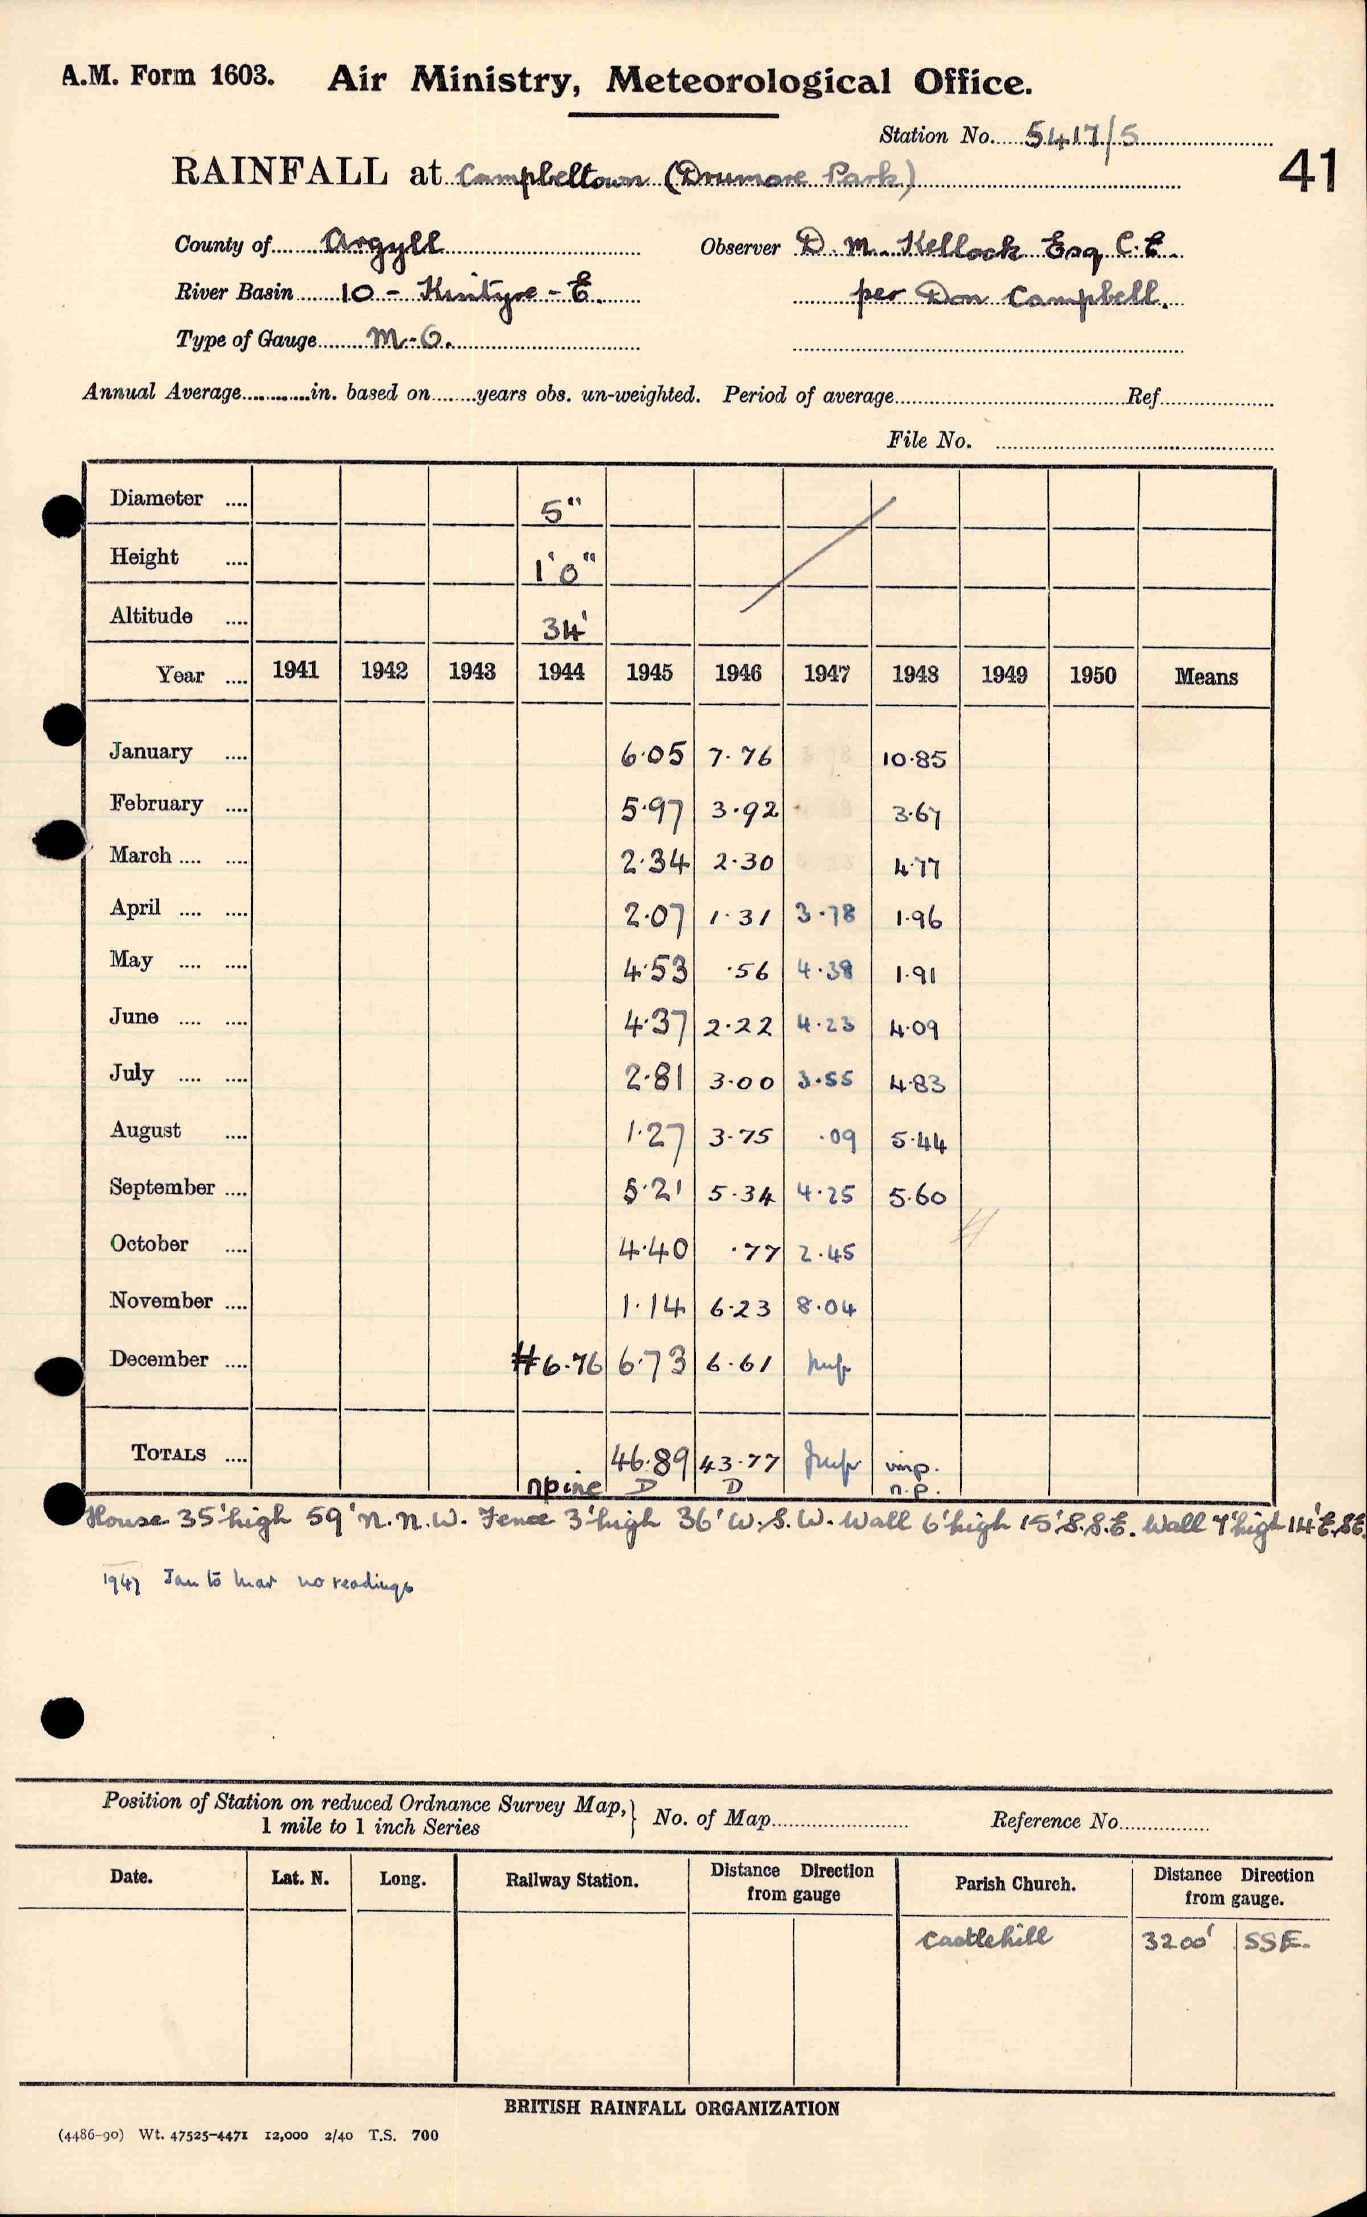 A.M. Form 1603. Air Ministry, Meteorological Office.
Station No. 5417/5
41
RAINFALL at Campbeltown (Drumore Park)
County of Argyll Observer D. M. Kellock Esq C.E.
River Basin 10 - Kintyre - E. per Don Campbell.
Type of Gauge M.O.
Annual Average in. based on years obs. un-weighted. Period of average Ref.
File No.
Diameter 5"
Height 1'0"
Altitude 34'
Year 1941 1942 1943 1944 1945 1946 1947 1948 1949 1950 Means
January 6.05 7.76 10.85
February 5.97 3.92 3.67
March 2.34 2.30 4.77
April 2.07 1.31 3.78 1.96
May 4.53 .56 4.38 1.91
June 4.37 2.22 4.23 4.09
July 2.81 3.00 3.55 4.83
August 1.27 3.75 .09 5.44
September 5.21 5.34 4.25 5.60
October 4.40 .77 2.45
November 1.14 6.23 8.04
December #6.76 6.73 6.61 Imp
TOTALS 46.89 43.77 Imp imp.
npine D D n.p.
House 35' high 59' N.N.W. Fence 3' high 36' W.S.W. Wall 6' high 15' S.S.E. Wall 7' high 14' E.SE
1947 Jan to Mar no readings
Position of Station on reduced Ordnance Survey Map, } No. of Map Reference No.
1 mile to 1 inch Series
Date. Lat. N. Long. Railway Station. Distance Direction from gauge Parish Church. Distance Direction from gauge.
Castlehill 3200' SSE.
BRITISH RAINFALL ORGANIZATION
(4486-90) Wt. 47525-4471 12,000 2/40 T.S. 700